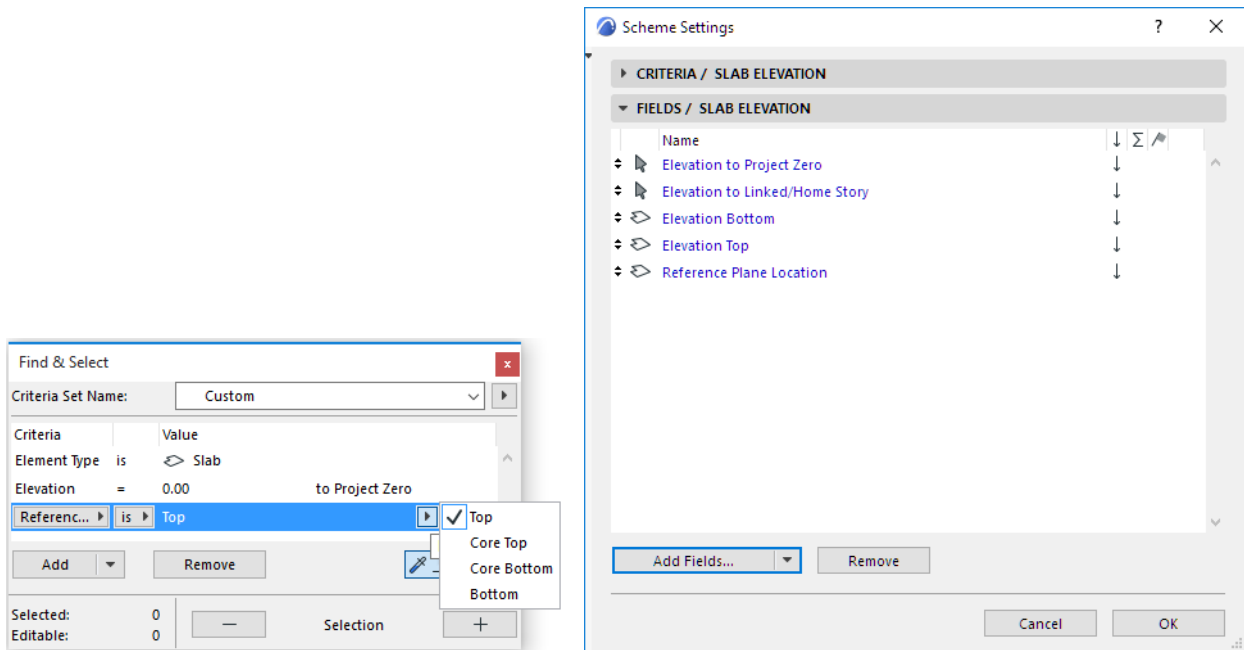 Scheme Settings
?
CRITERIA / SLAB ELEVATION
FIELDS / SLAB ELEVATION
Name ↓ Σ
Elevation to Project Zero ↓
Elevation to Linked/Home Story ↓
Elevation Bottom ↓
Elevation Top ↓
Reference Plane Location ↓
Add Fields... Remove
Cancel OK
Find & Select x
Criteria Set Name: Custom
Criteria Value
Element Type is Slab
Elevation = 0.00 to Project Zero
Referenc... is Top
Top
Core Top
Core Bottom
Bottom
Add Remove
Selected: 0
Editable: 0
— Selection +